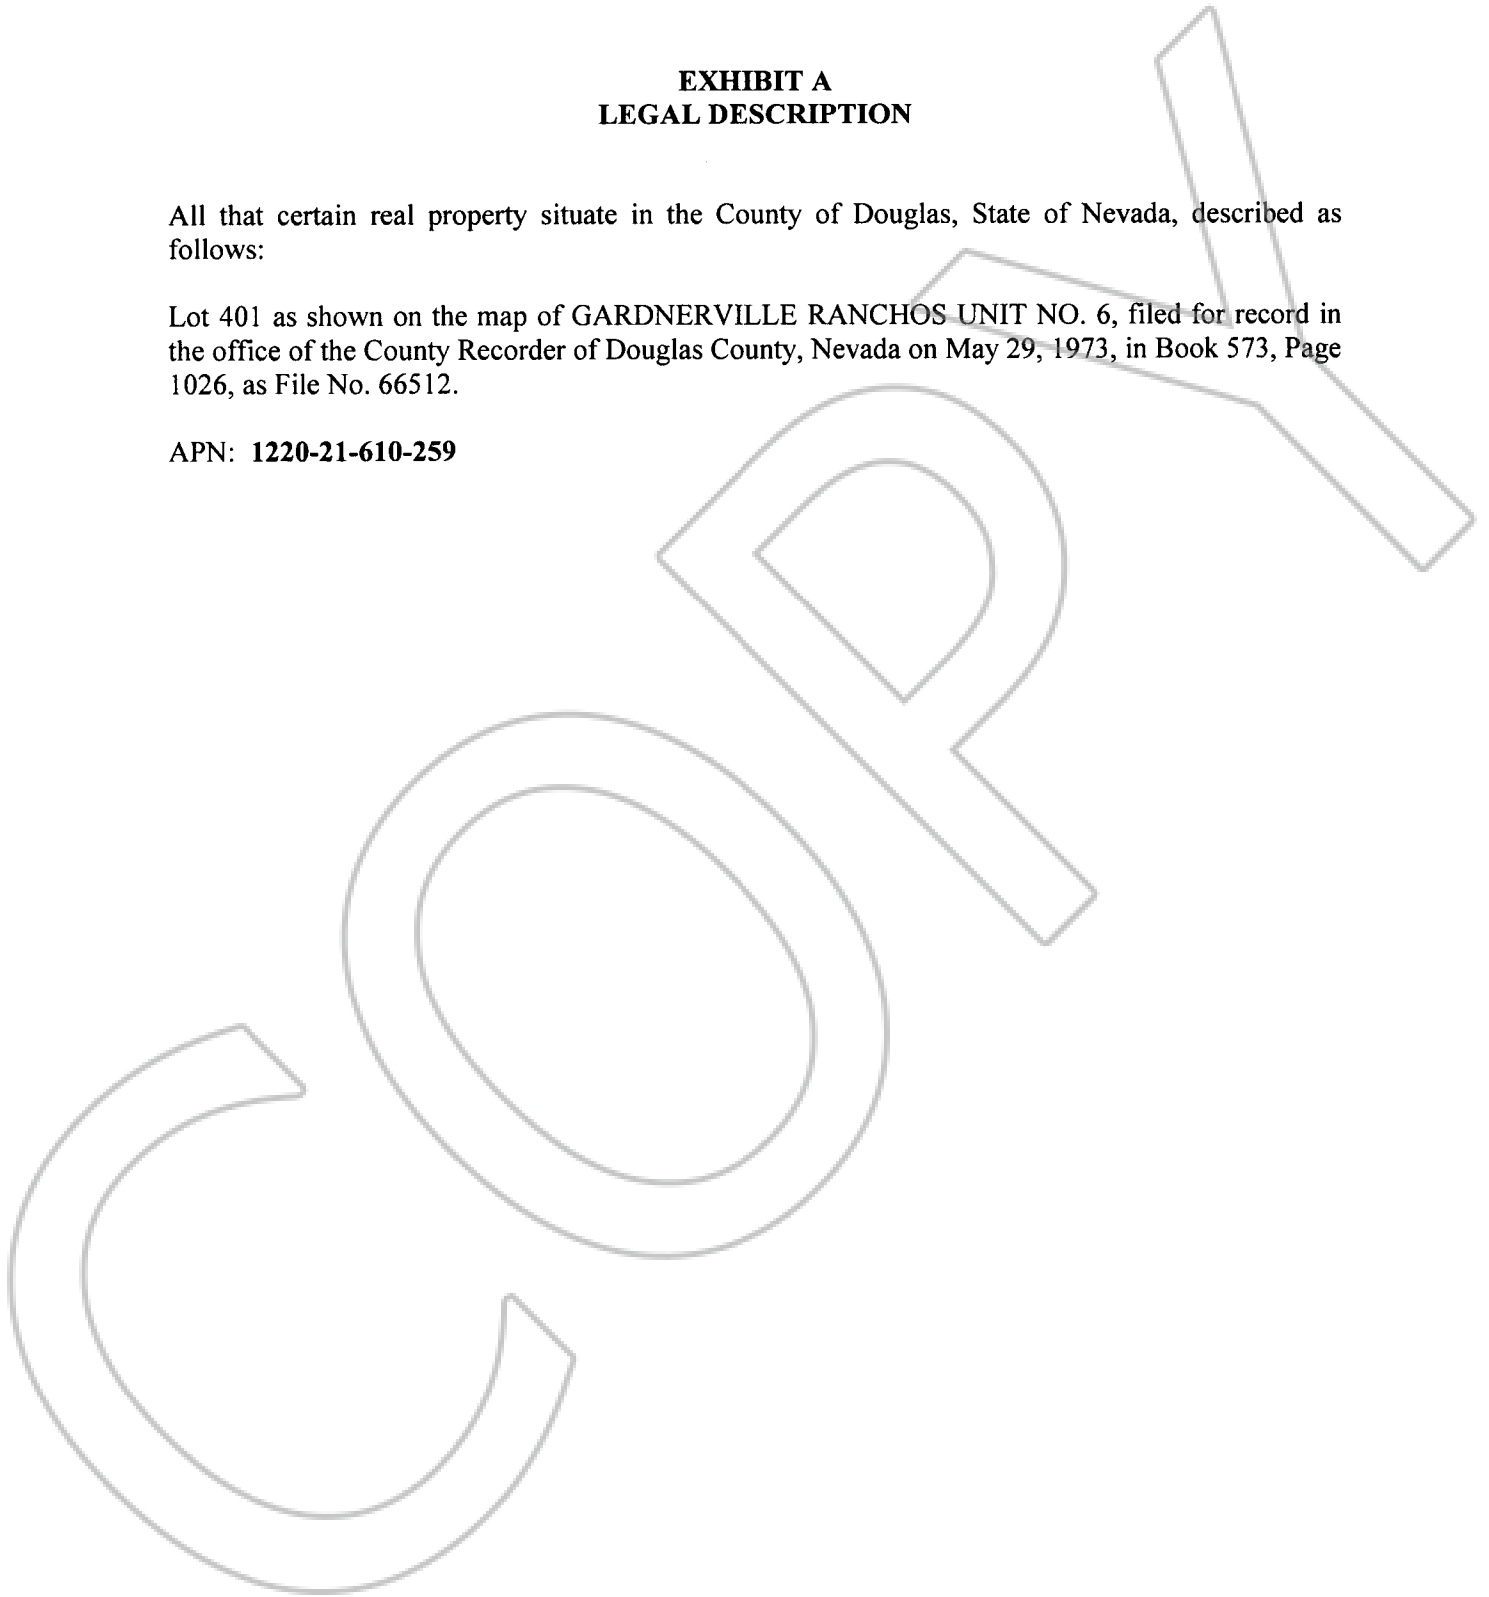 EXHIBIT A
LEGAL DESCRIPTION
All that certain real property situate in the County of Douglas, State of Nevada, described as
follows:
Lot 401 as shown on the map of GARDNERVILLE RANCHOS UNIT NO. 6, filed for record in
the office of the County Recorder of Douglas County, Nevada on May 29, 1973, in Book 573, Page
1026, as File No. 66512.
APN: 1220-21-610-259
COPY